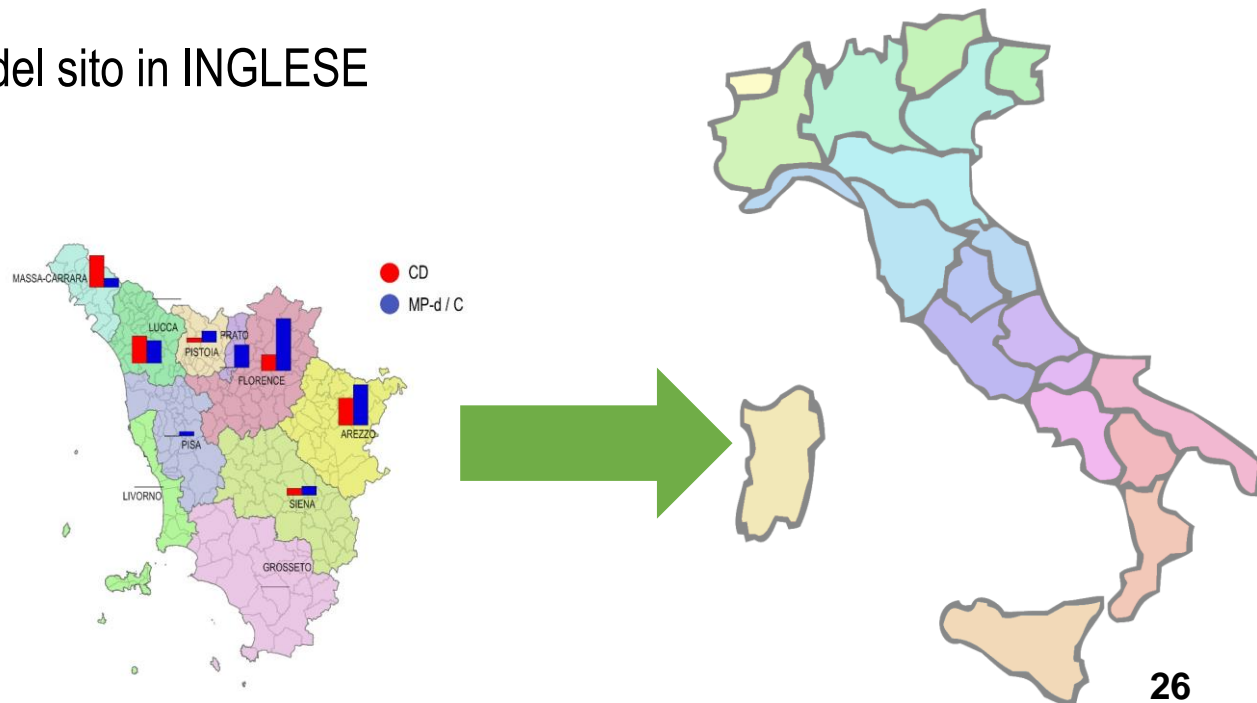 del sito in INGLESE
CD
MP-d / C
MASSA-CARRARA
LUCCA
PISTOIA
PRATO
FLORENCE
AREZZO
PISA
LIVORNO
SIENA
GROSSETO
26